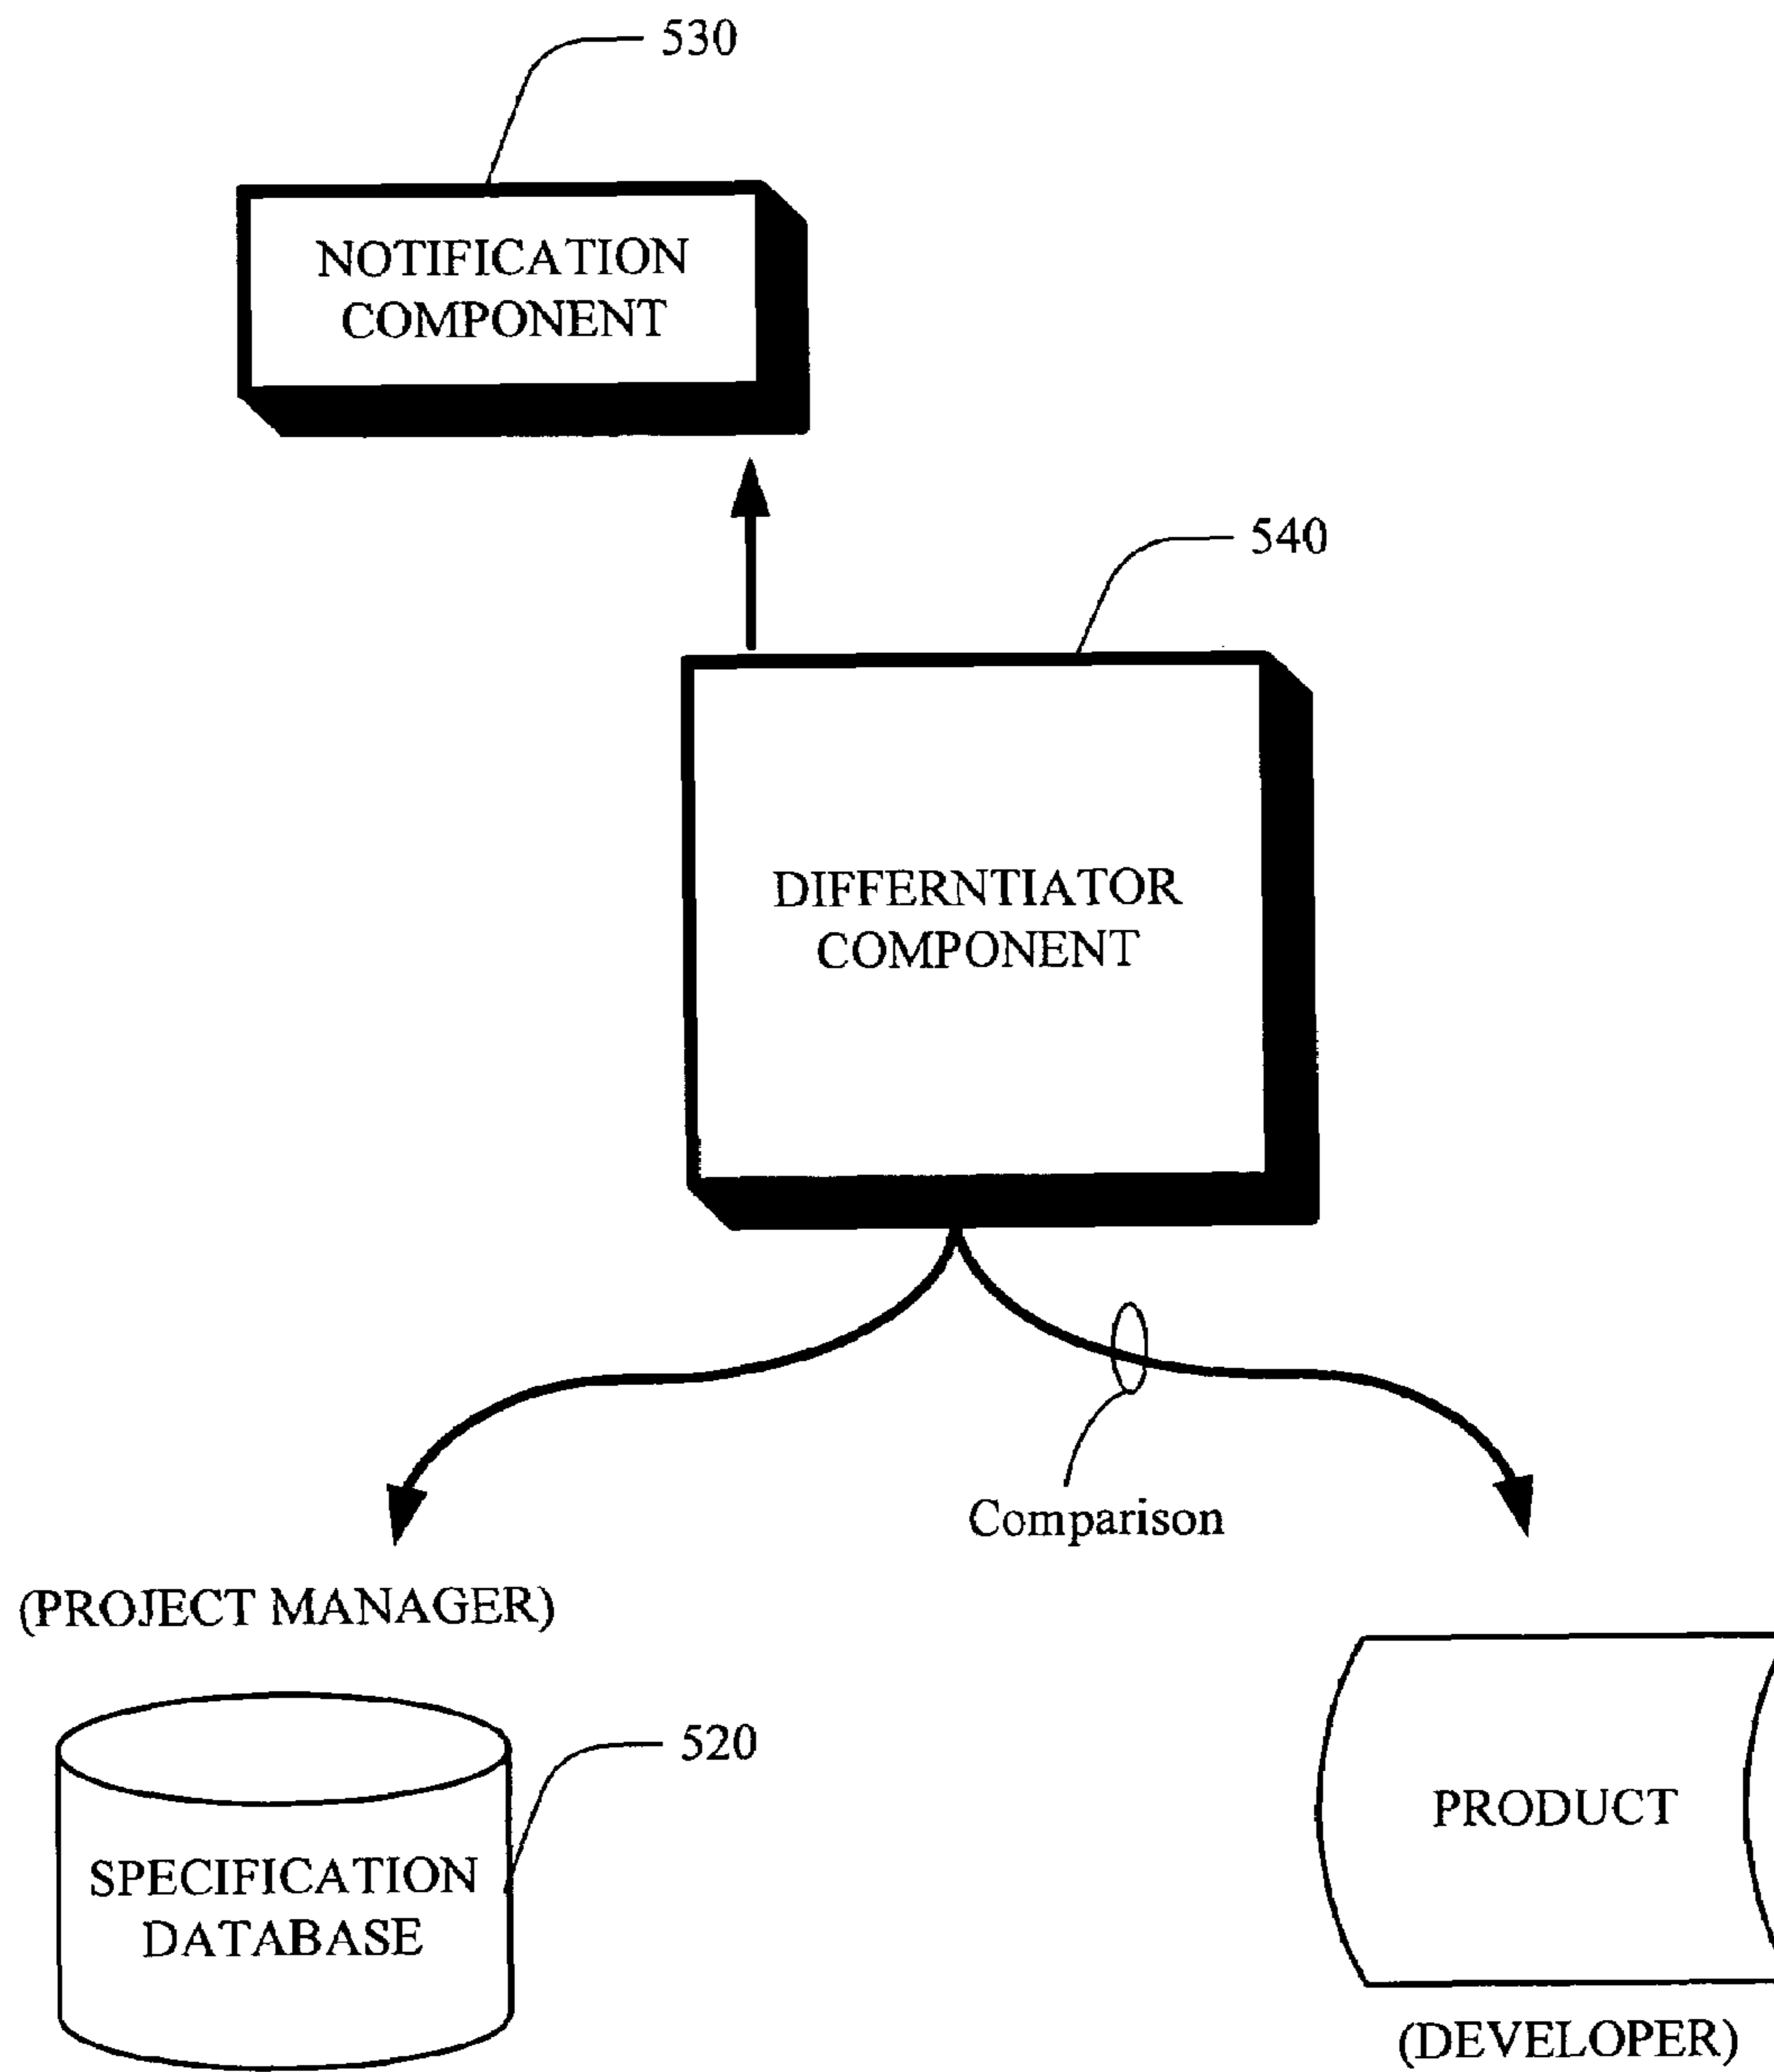 530
NOTIFICATION
COMPONENT
540
DIFFERNTIATOR
COMPONENT
Comparison
(PROJECT MANAGER)
520
SPECIFICATION
DATABASE
PRODUCT
(DEVELOPER)